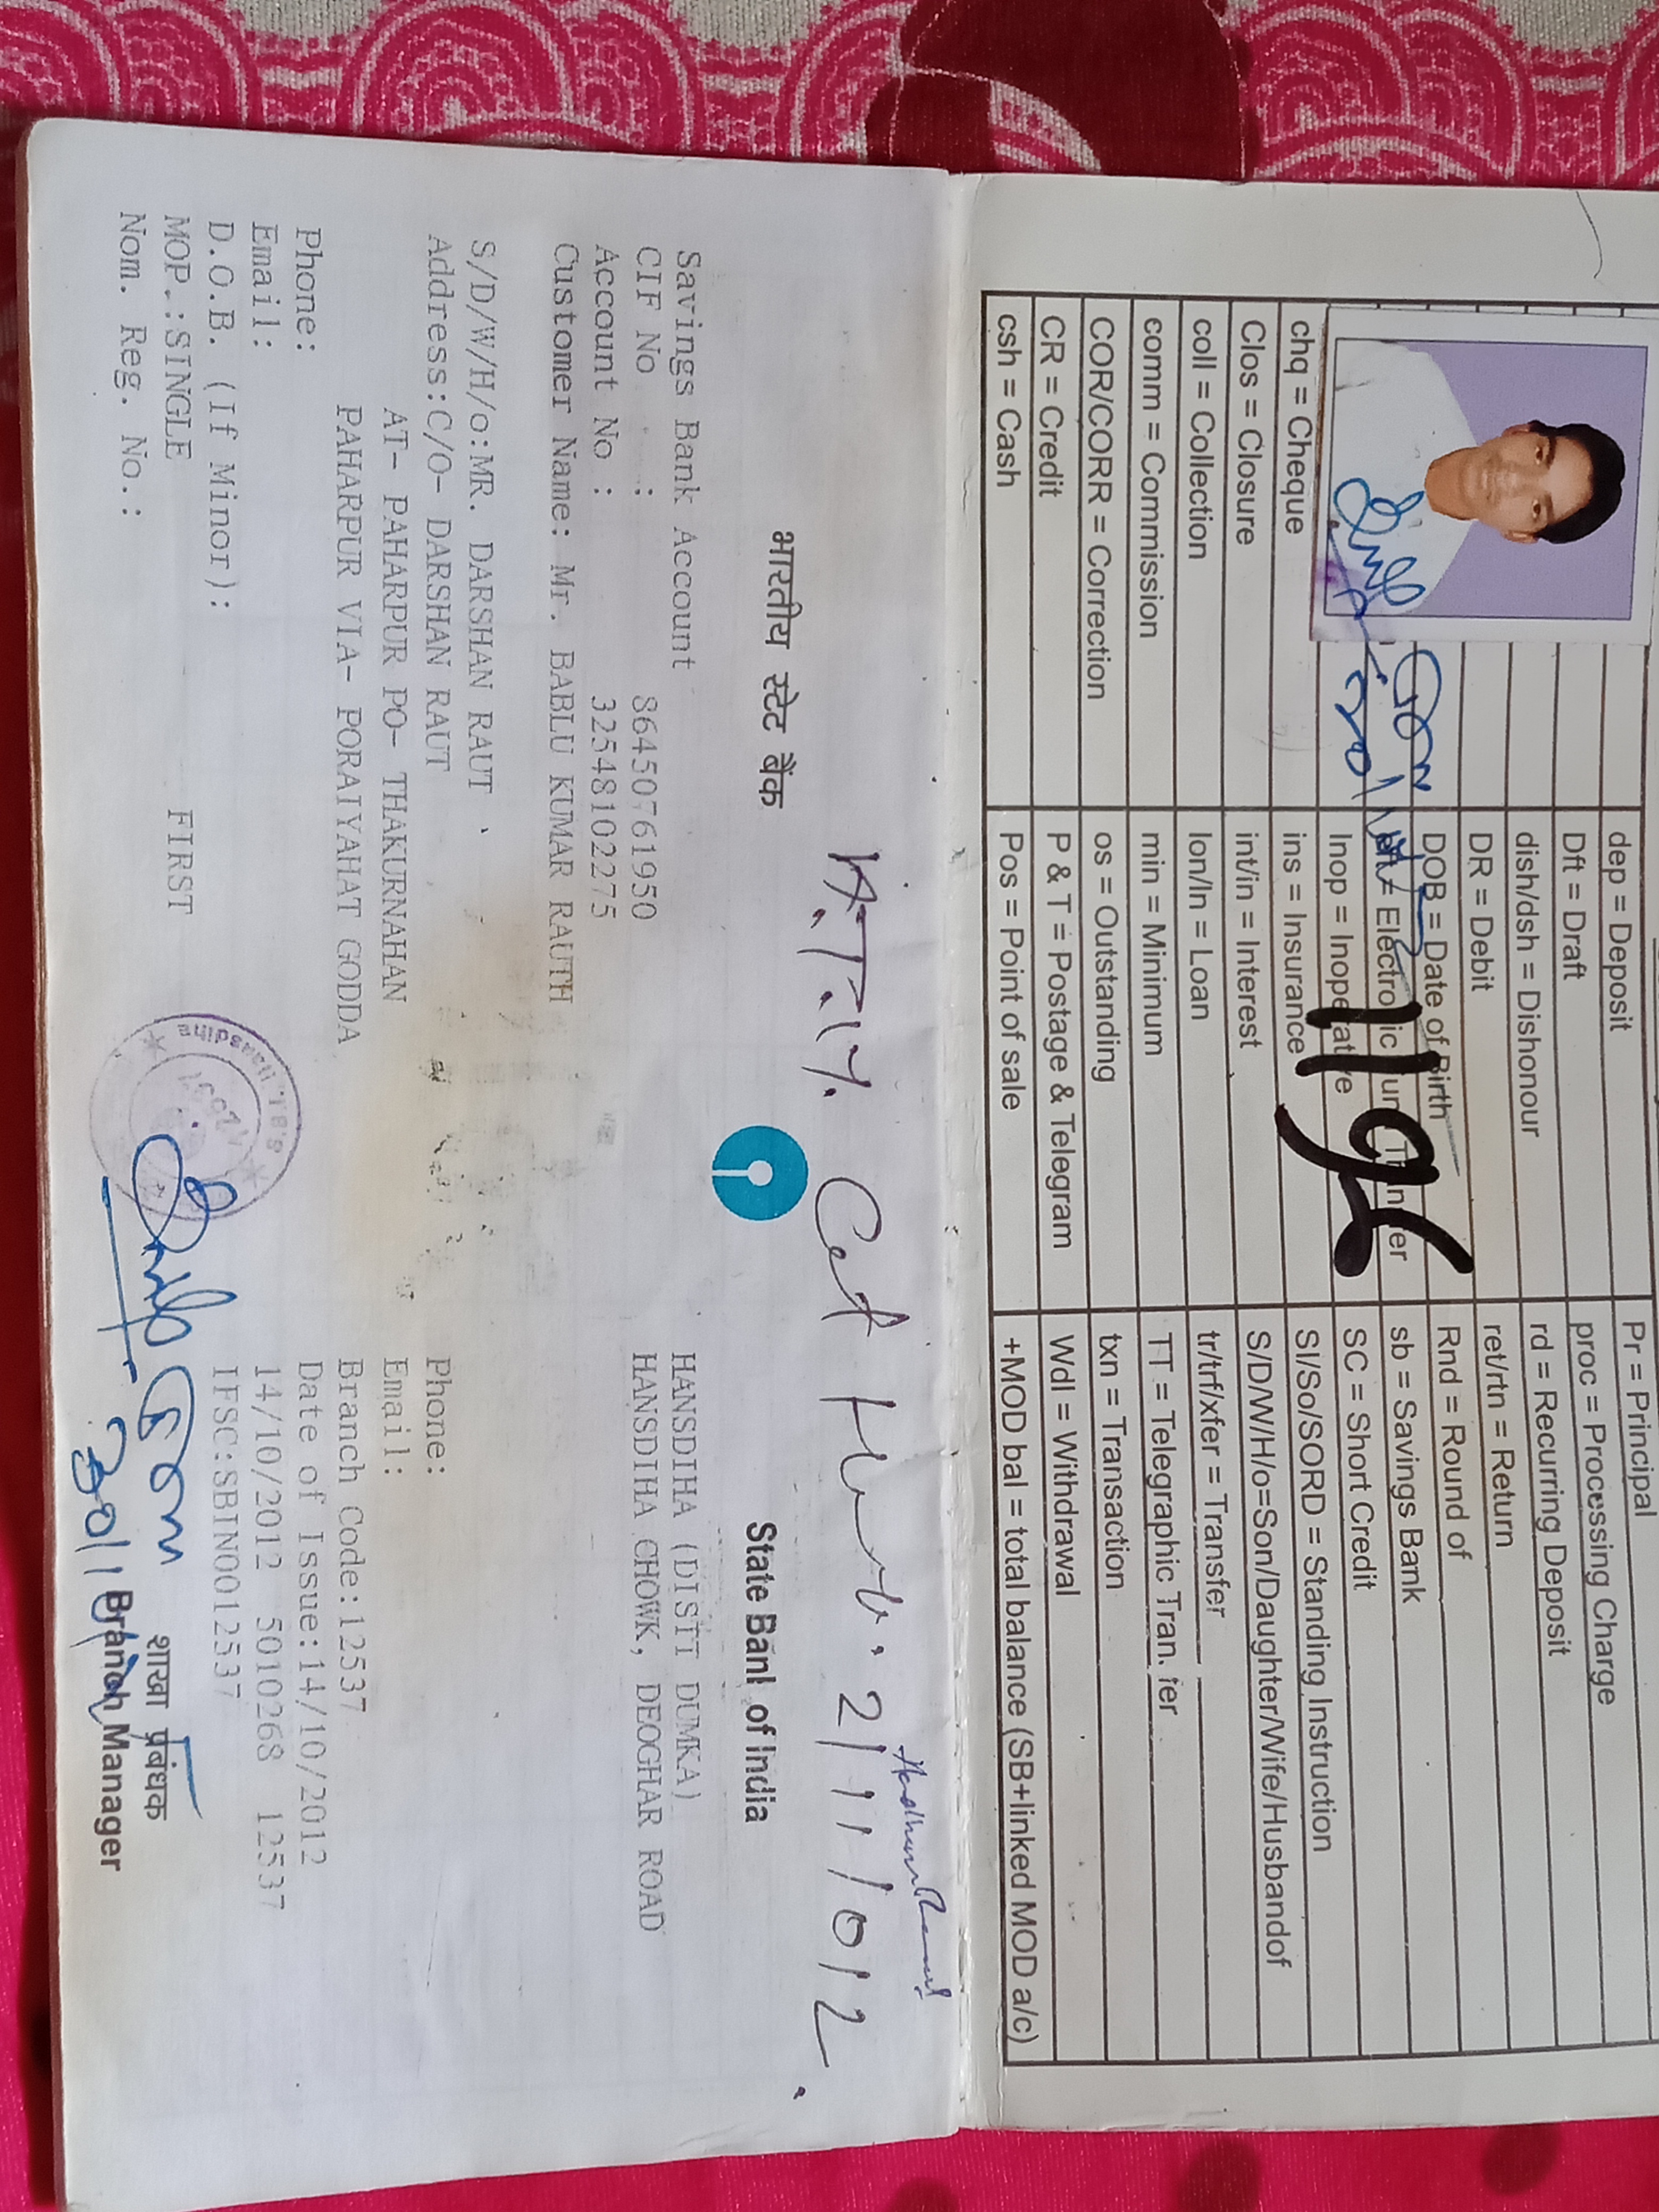 dep = Deposit
Pr = Principal
Dft = Draft
proc = Processing Charge
dish/dsh = Dishonour
rd = Recurring Deposit
DR = Debit
ret/rtn = Return
DOB = Date of Birth
Rnd = Round of
sb = Savings Bank
chq = Cheque
SC = Short Credit
Clos = Closure
ins = Insurance
SI/So/SORD = Standing Instruction
coll = Collection
int/in = Interest
S/D/W/H/o=Son/Daughter/Wife/Husbandof
comm = Commission
lon/ln = Loan
tr/trf/xfer = Transfer
COR/CORR = Correction
min = Minimum
TT = Telegraphic Tran. fer
CR = Credit
os = Outstanding
txn = Transaction
csh = Cash
P & T = Postage & Telegram
Wdl = Withdrawal
Pos = Point of sale
+MOD bal = total balance (SB+linked MOD a/c)
2/11/012.
भारतीय स्टेट बैंक
State Bank of India
Savings Bank Account
HANSDIHA (DISTT DUMKA)
CIF No : 86450761950
HANSDIHA CHOWK, DEOGHAR ROAD
Account No : 32548102275
Customer Name: Mr. BABLU KUMAR RAUTH
S/D/W/H/o:MR. DARSHAN RAUT
Address:C/O- DARSHAN RAUT
Phone:
AT- PAHARPUR PO- THAKURNAHAN
Email:
PAHARPUR VIA- PORAIYAHAT GODDA
Branch Code:12537
Phone:
Date of Issue:14/10/2012
Email:
14/10/2012 5010268 12537
D.O.B. (If Minor):
IFSC:SBIN0012537
MOP.:SINGLE FIRST
Nom. Reg. No.:
शाखा प्रबंधक
Branch Manager